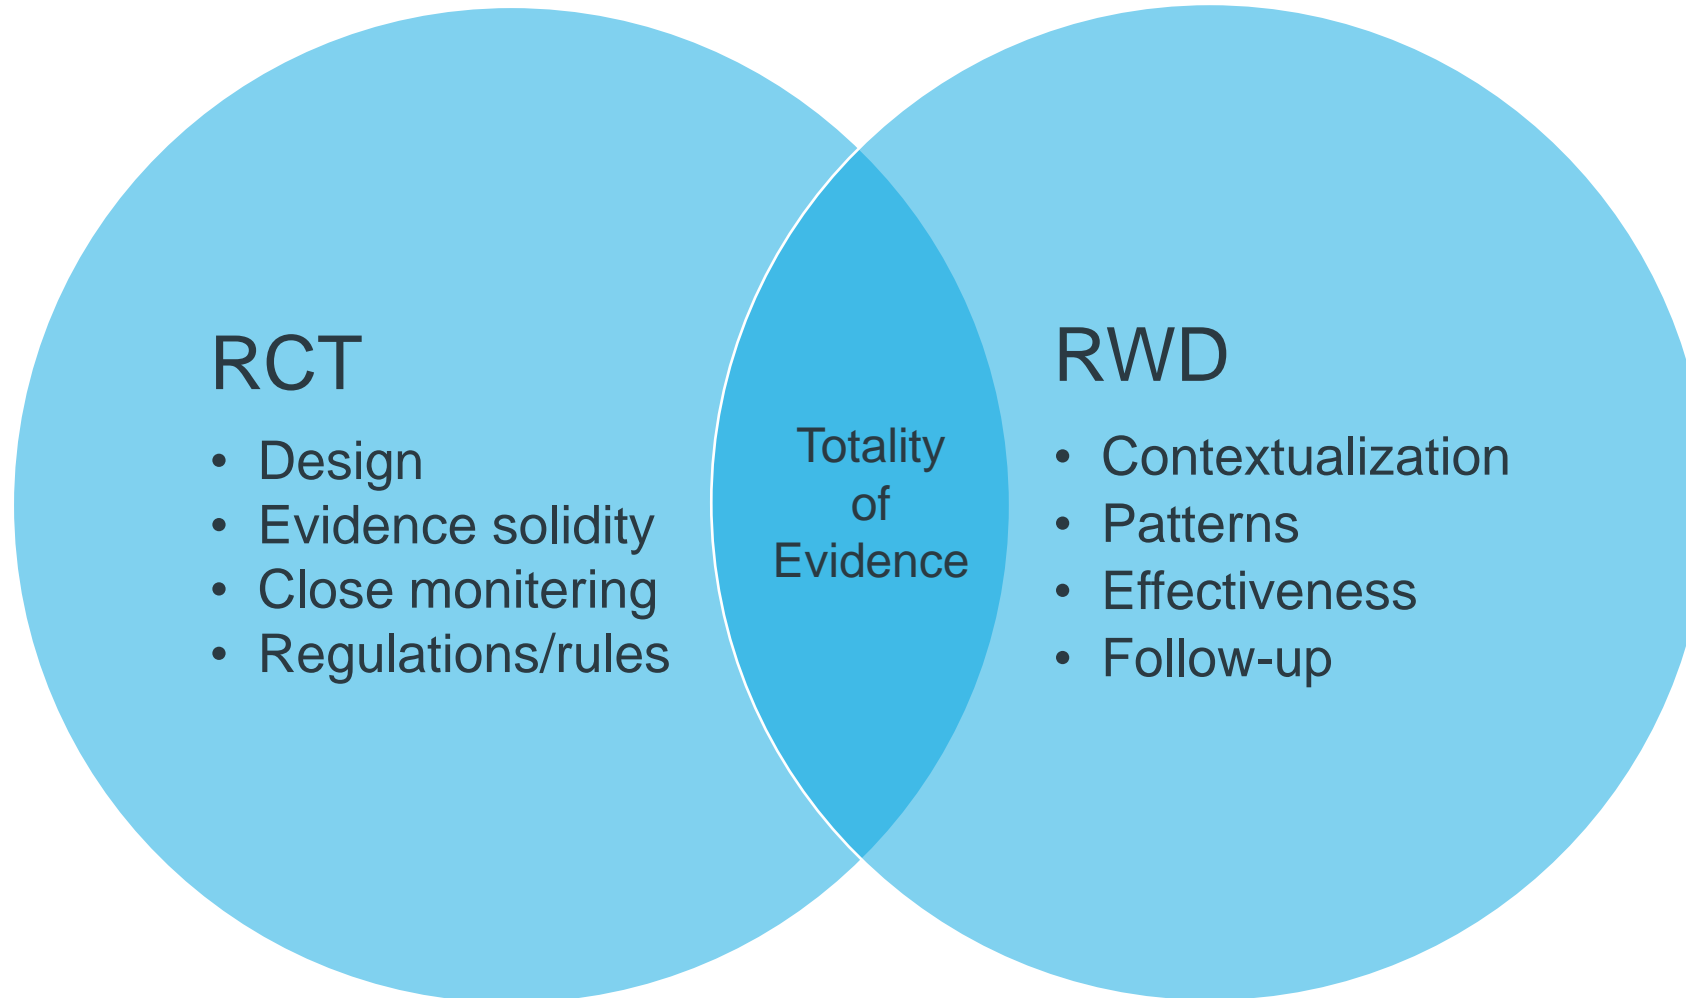 RCT
• Design
• Evidence solidity
• Close monitering
• Regulations/rules
Totality
of
Evidence
RWD
• Contextualization
• Patterns
• Effectiveness
• Follow-up